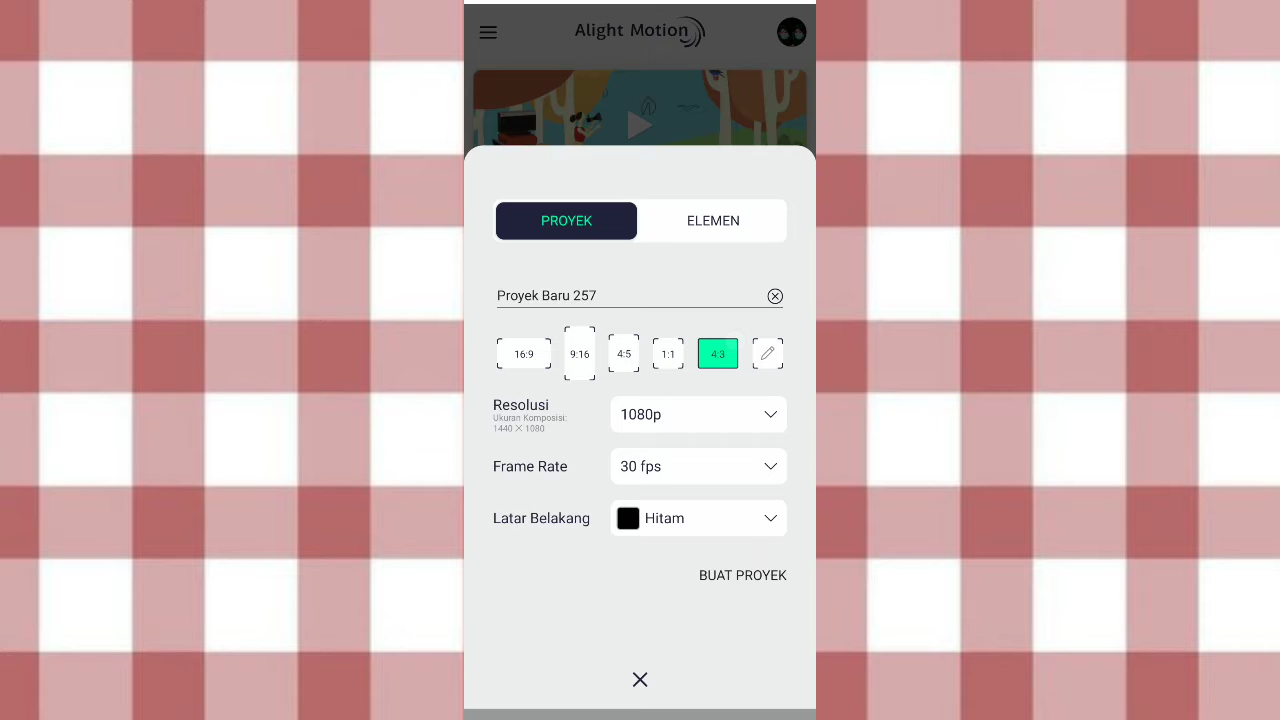 Alight Motion
PROYEK
ELEMEN
Proyek Baru 257
16:9
9:16
4:5
1:1
4:3
Resolusi
Ukuran Komposisi:
1440 × 1080
1080p
Frame Rate
30 fps
Latar Belakang
Hitam
BUAT PROYEK